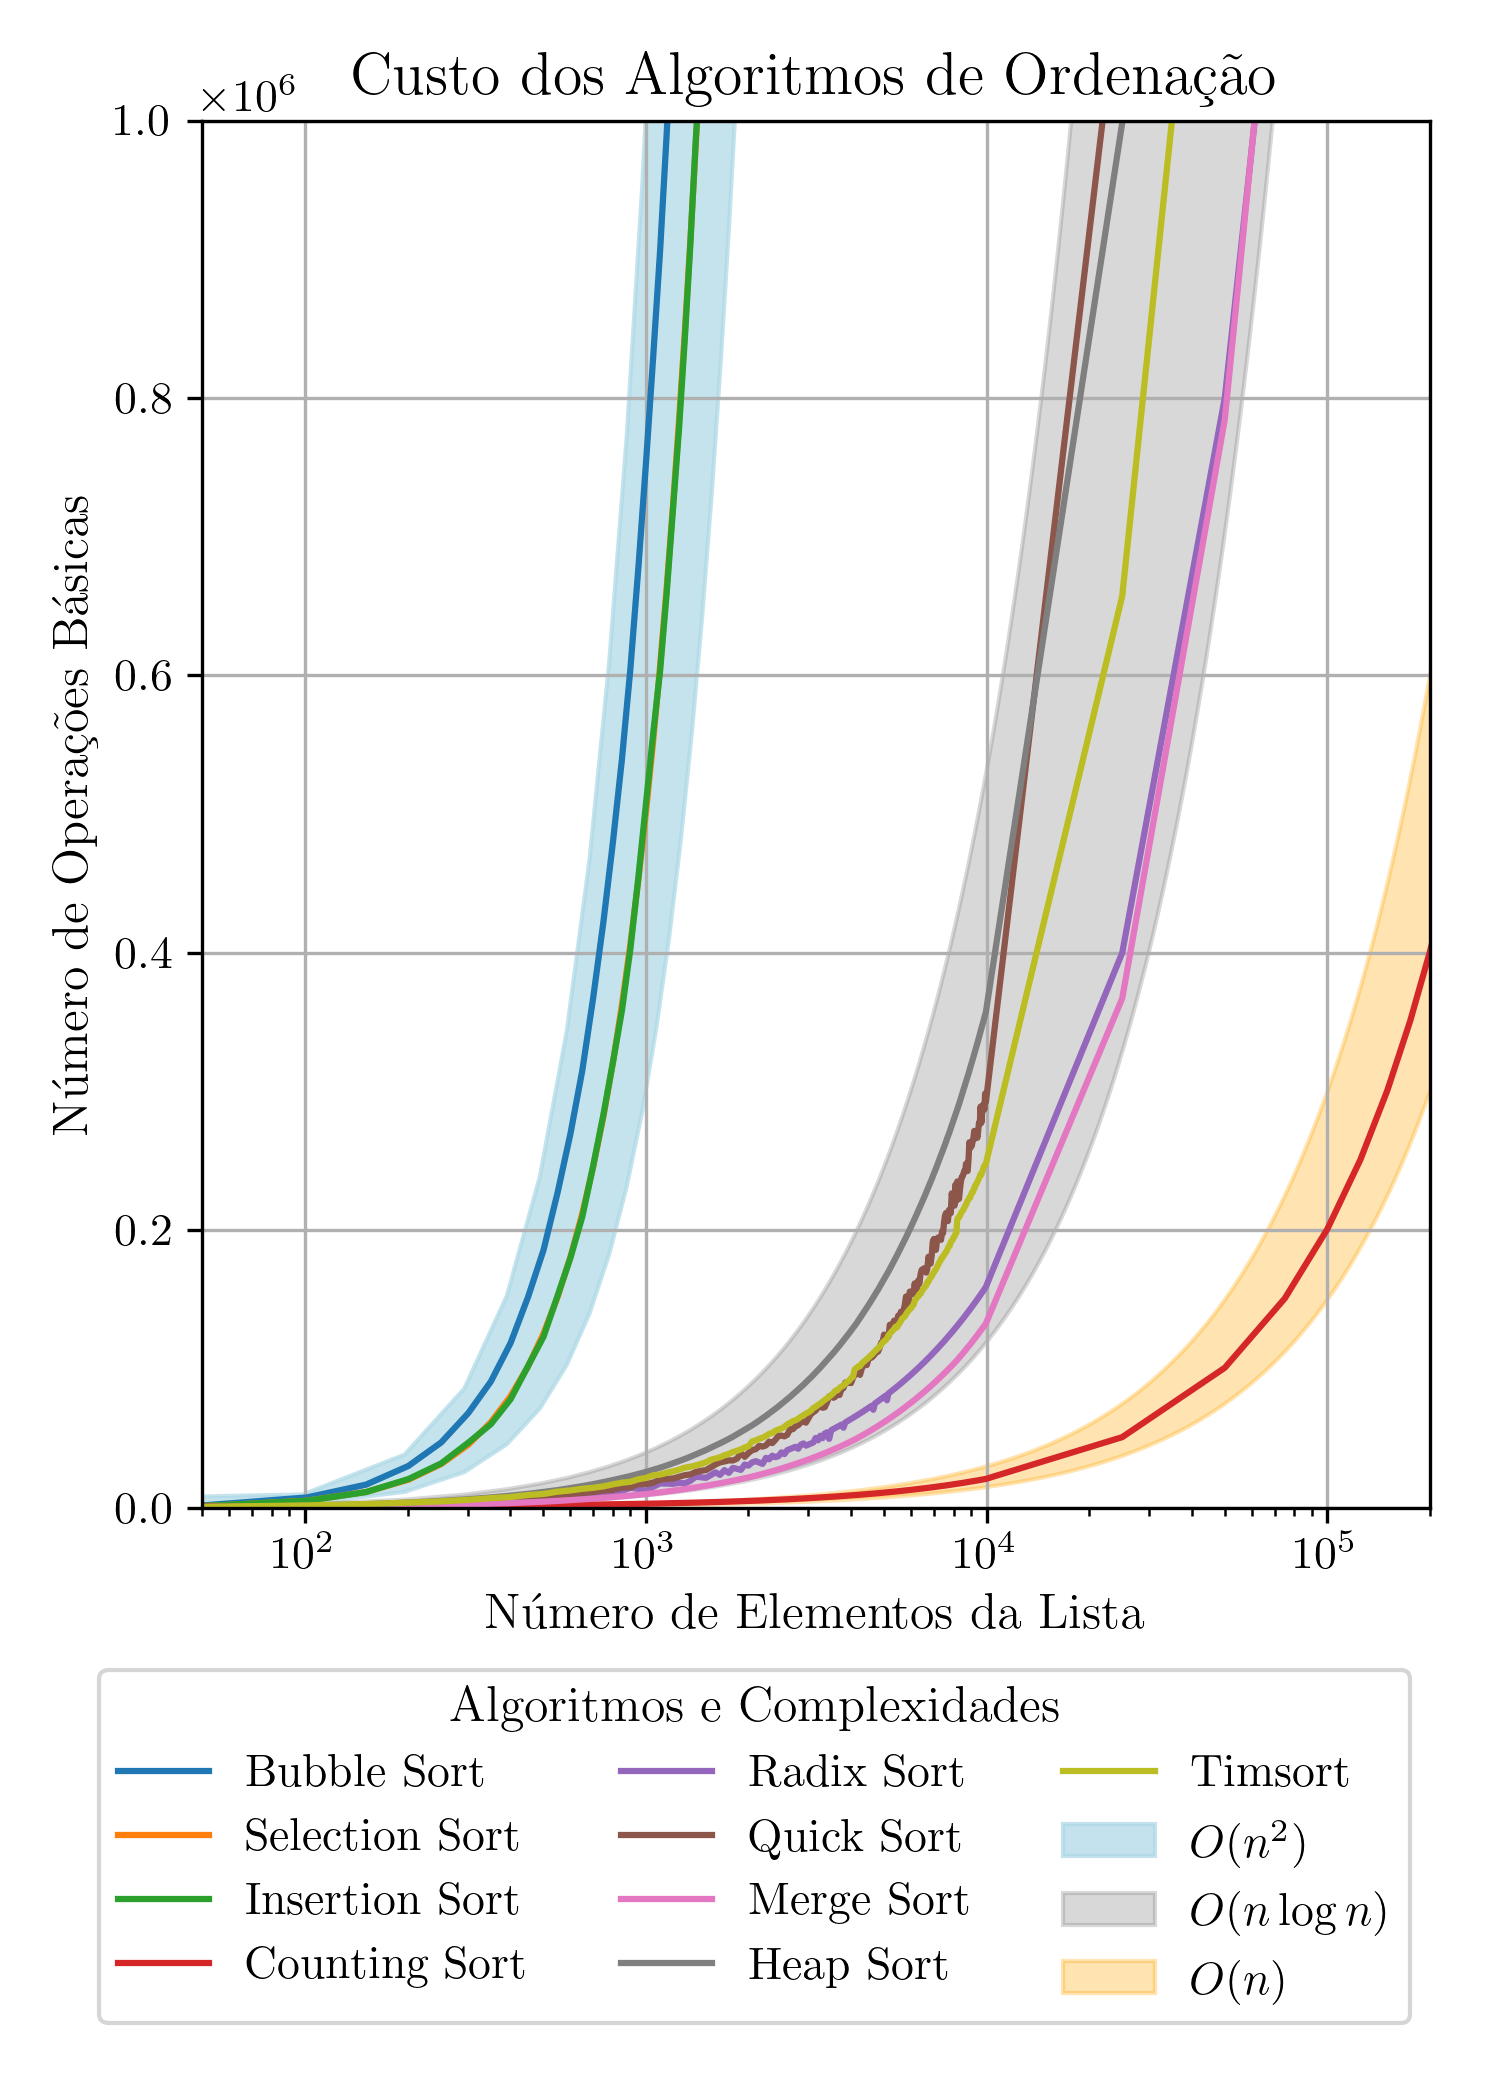 Custo dos Algoritmos de Ordenação
×10⁶
1.0
0.8
0.6
0.4
0.2
0.0
Número de Operações Básicas
10² 10³ 10⁴ 10⁵
Número de Elementos da Lista
Algoritmos e Complexidades
Bubble Sort
Selection Sort
Insertion Sort
Counting Sort
Radix Sort
Quick Sort
Merge Sort
Heap Sort
Timsort
O(n²)
O(n log n)
O(n)